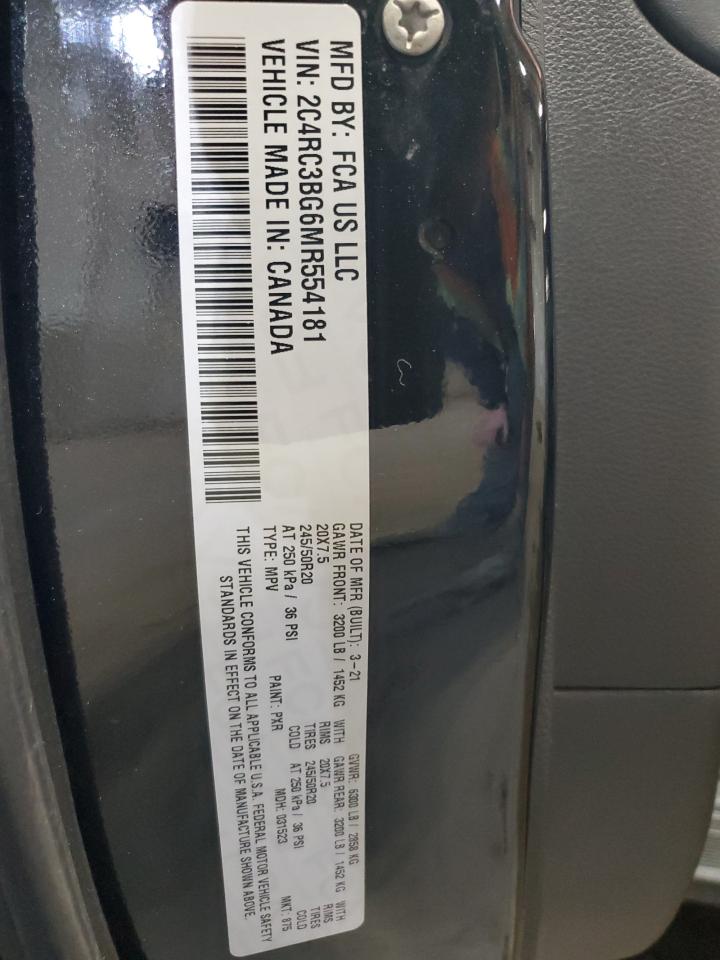 MFD BY: FCA US LLC
VIN: 2C4RC3BG6MR554181
VEHICLE MADE IN: CANADA
DATE OF MFR (BUILT): 3-21 GVWR: 6300 LB / 2858 KG
GAWR FRONT: 3200 LB / 1452 KG WITH GAWR REAR: 3200 LB / 1452 KG WITH
20X7.5 RIMS 20X7.5 RIMS
245/50R20 TIRES 245/50R20 TIRES
AT 250 kPa / 36 PSI COLD AT 250 kPa / 36 PSI COLD
TYPE: MPV PAINT: PXR MDH: 031523 MKT: 875
THIS VEHICLE CONFORMS TO ALL APPLICABLE U.S.A. FEDERAL MOTOR VEHICLE SAFETY
STANDARDS IN EFFECT ON THE DATE OF MANUFACTURE SHOWN ABOVE.